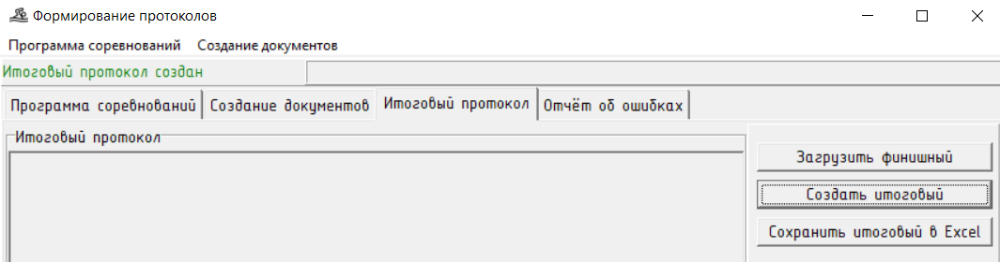 Формирование протоколов
Программа соревнований Создание документов
Итоговый протокол создан
Программа соревнований Создание документов Итоговый протокол Отчёт об ошибках
Итоговый протокол
Загрузить финишный
Создать итоговый
Сохранить итоговый в Excel